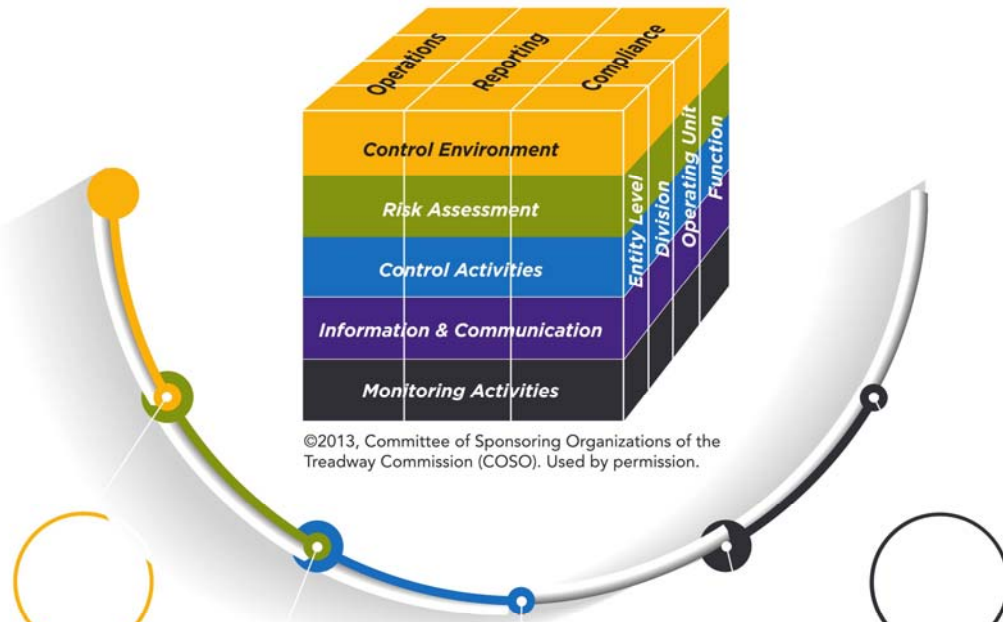 Operations
Reporting
Compliance
Control Environment
Risk Assessment
Control Activities
Information & Communication
Monitoring Activities
Entity Level
Division
Operating Unit
Function
©2013, Committee of Sponsoring Organizations of the
Treadway Commission (COSO). Used by permission.